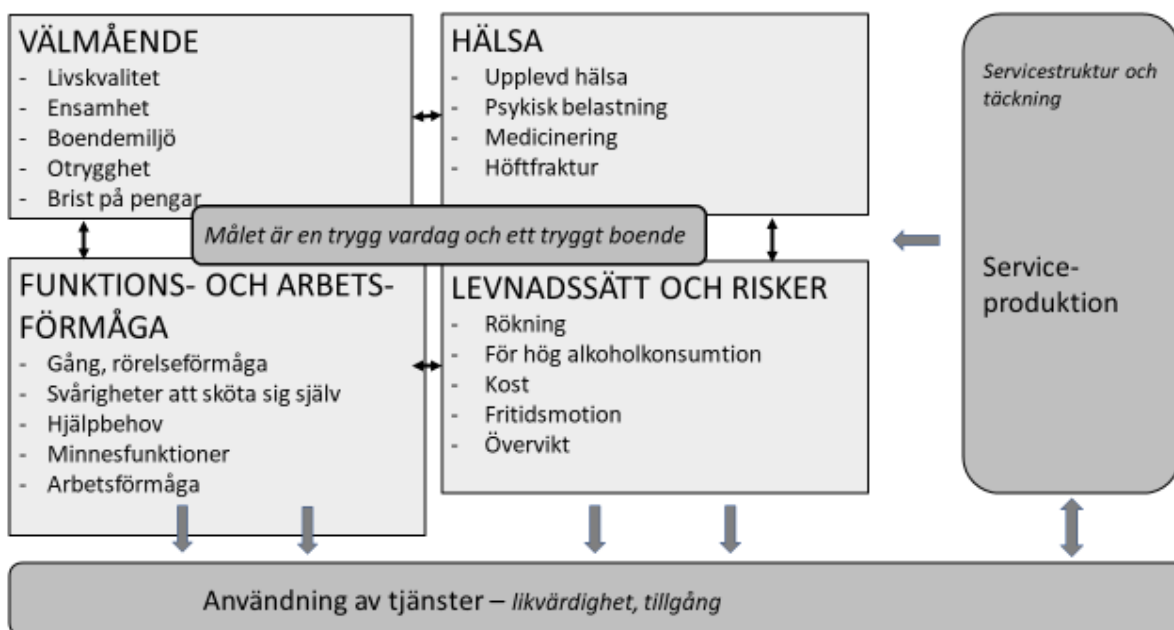 VÄLMÅENDE
- Livskvalitet
- Ensamhet
- Boendemiljö
- Otrygghet
- Brist på pengar
HÄLSA
- Upplevd hälsa
- Psykisk belastning
- Medicinering
- Höftfraktur
Målet är en trygg vardag och ett tryggt boende
FUNKTIONS- OCH ARBETS-
FÖRMÅGA
- Gång, rörelseförmåga
- Svårigheter att sköta sig själv
- Hjälpbehov
- Minnesfunktioner
- Arbetsförmåga
LEVNADSSÄTT OCH RISKER
- Rökning
- För hög alkoholkonsumtion
- Kost
- Fritidsmotion
- Övervikt
Servicestruktur och
täckning
Service-
produktion
Användning av tjänster – likvärdighet, tillgång